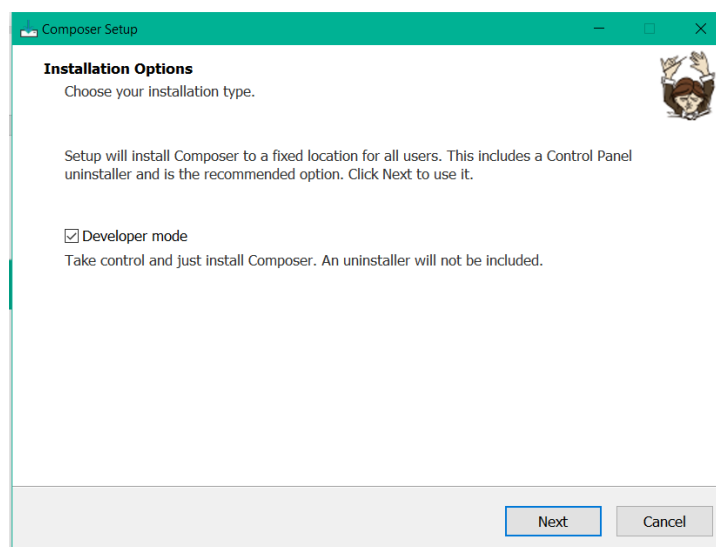 Composer Setup
Installation Options
Choose your installation type.
Setup will install Composer to a fixed location for all users. This includes a Control Panel
uninstaller and is the recommended option. Click Next to use it.
Developer mode
Take control and just install Composer. An uninstaller will not be included.
Next Cancel